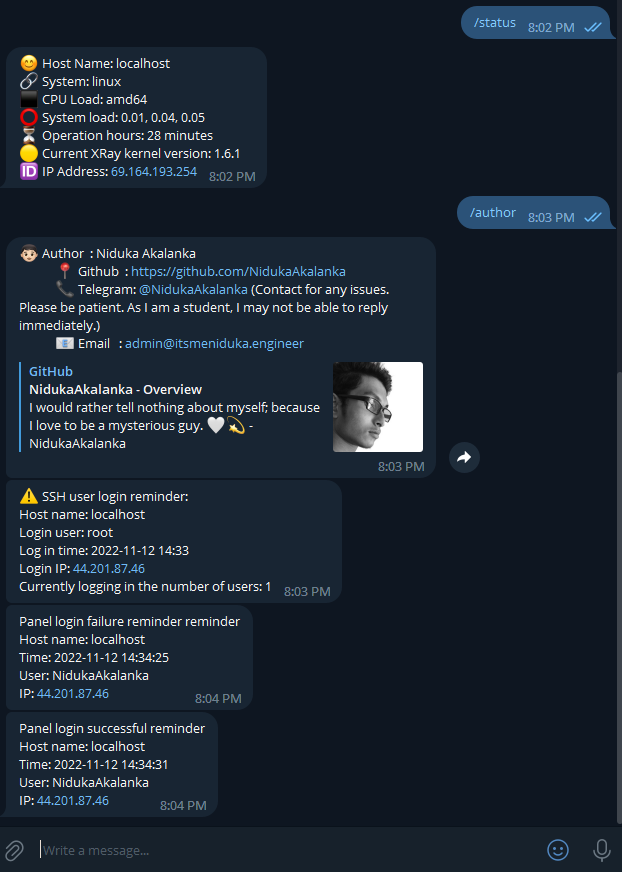 /status 8:02 PM
😊 Host Name: localhost
🔗 System: linux
⬛ CPU Load: amd64
⭕ System load: 0.01, 0.04, 0.05
⏳ Operation hours: 28 minutes
🟡 Current XRay kernel version: 1.6.1
🆔 IP Address: 69.164.193.254 8:02 PM
/author 8:03 PM
👦🏻 Author : Niduka Akalanka
📍 Github : https://github.com/NidukaAkalanka
📞 Telegram: @NidukaAkalanka (Contact for any issues.
Please be patient. As I am a student, I may not be able to reply
immediately.)
📧 Email : admin@itsmeniduka.engineer
GitHub
NidukaAkalanka - Overview
I would rather tell nothing about myself; because
I love to be a mysterious guy. 🤍💫 -
NidukaAkalanka
8:03 PM
⚠️ SSH user login reminder:
Host name: localhost
Login user: root
Log in time: 2022-11-12 14:33
Login IP: 44.201.87.46
Currently logging in the number of users: 1 8:03 PM
Panel login failure reminder reminder
Host name: localhost
Time: 2022-11-12 14:34:25
User: NidukaAkalanka
IP: 44.201.87.46 8:04 PM
Panel login successful reminder
Host name: localhost
Time: 2022-11-12 14:34:31
User: NidukaAkalanka
IP: 44.201.87.46 8:04 PM
Write a message...